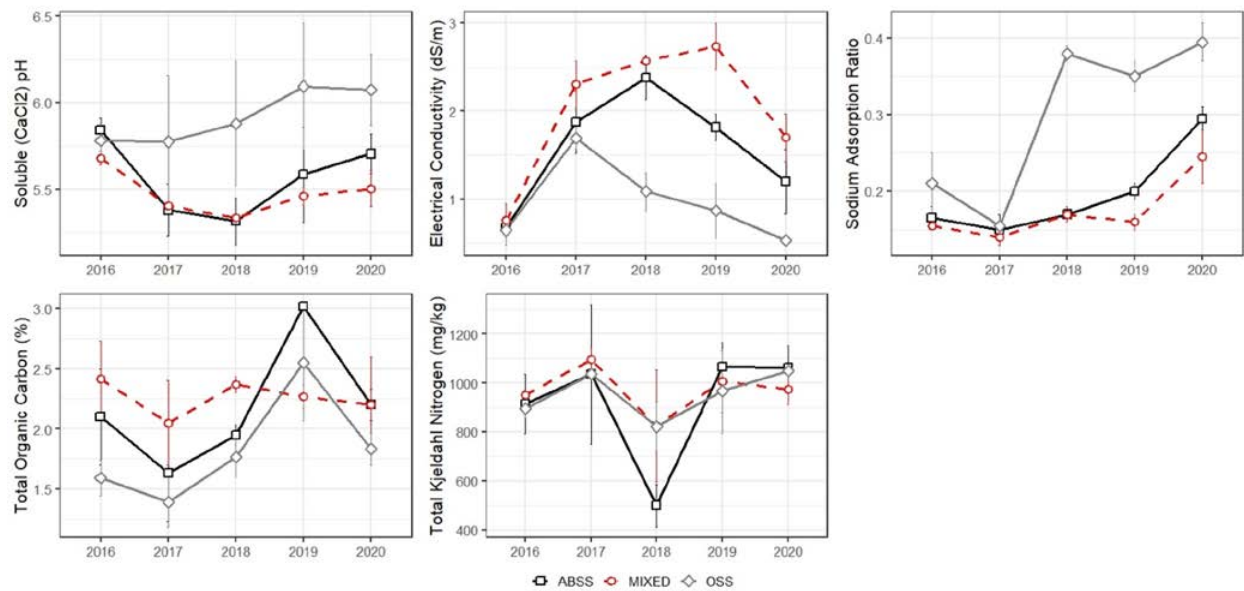 Soluble (CaCl2) pH
6.5
6.0
5.5
2016 2017 2018 2019 2020
Electrical Conductivity (dS/m)
3
2
1
2016 2017 2018 2019 2020
Sodium Adsorption Ratio
0.4
0.3
0.2
2016 2017 2018 2019 2020
Total Organic Carbon (%)
3.0
2.5
2.0
1.5
2016 2017 2018 2019 2020
Total Kjeldahl Nitrogen (mg/kg)
1200
1000
800
600
400
2016 2017 2018 2019 2020
ABSS MIXED OSS